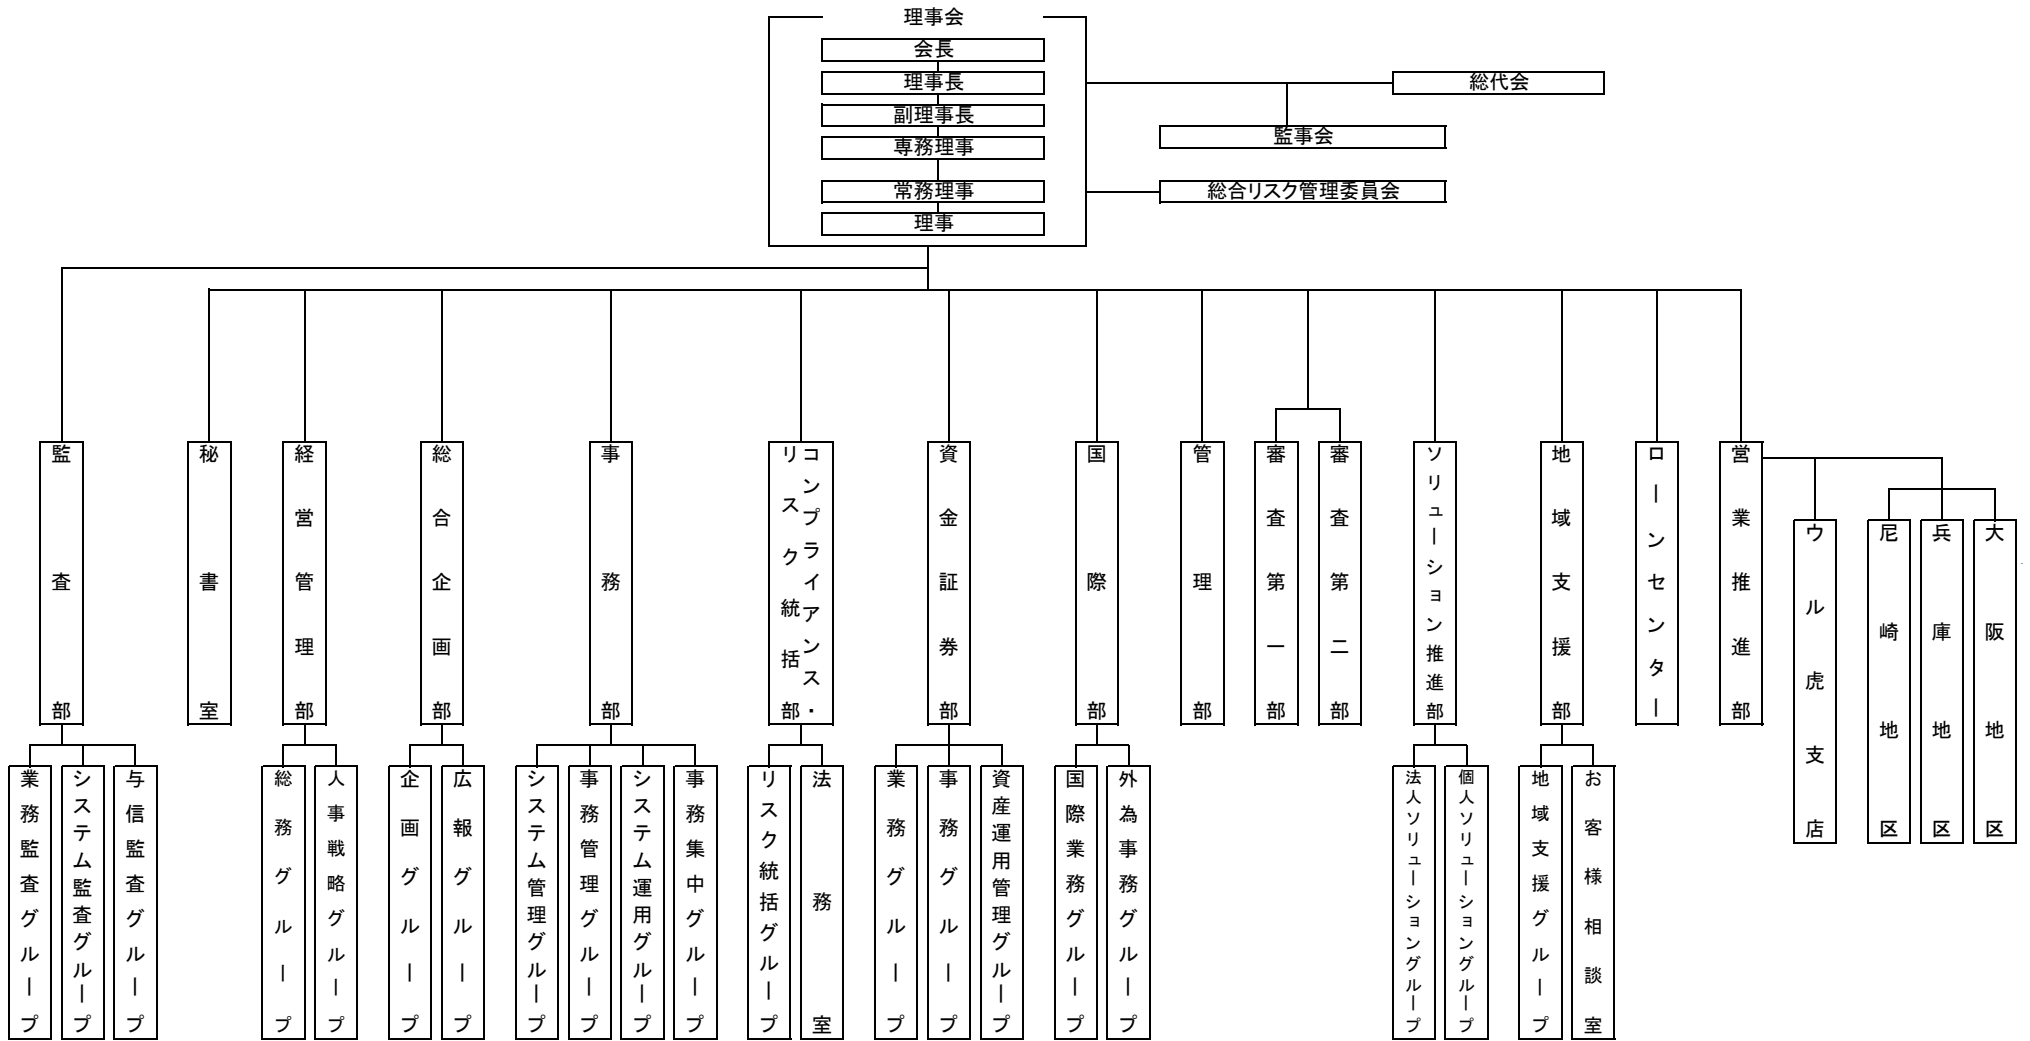 理事会
会長
理事長
副理事長
専務理事
常務理事
理事
総代会
監事会
総合リスク管理委員会
監査部
秘書室
経営管理部
総合企画部
事務部
コンプライアンス・
リスク統括部
資金証券部
国際部
管理部
審査第一部
審査第二部
ソリューション推進部
地域支援部
ローンセンター
営業推進部
ウル虎支店
尼崎地区
兵庫地区
大阪地区
業務監査グループ
システム監査グループ
与信監査グループ
総務グループ
人事戦略グループ
企画グループ
広報グループ
システム管理グループ
事務管理グループ
システム運用グループ
事務集中グループ
リスク統括グループ
法務室
業務グループ
事務グループ
資産運用管理グループ
国際業務グループ
外為事務グループ
法人ソリューショングループ
個人ソリューショングループ
地域支援グループ
お客様相談室